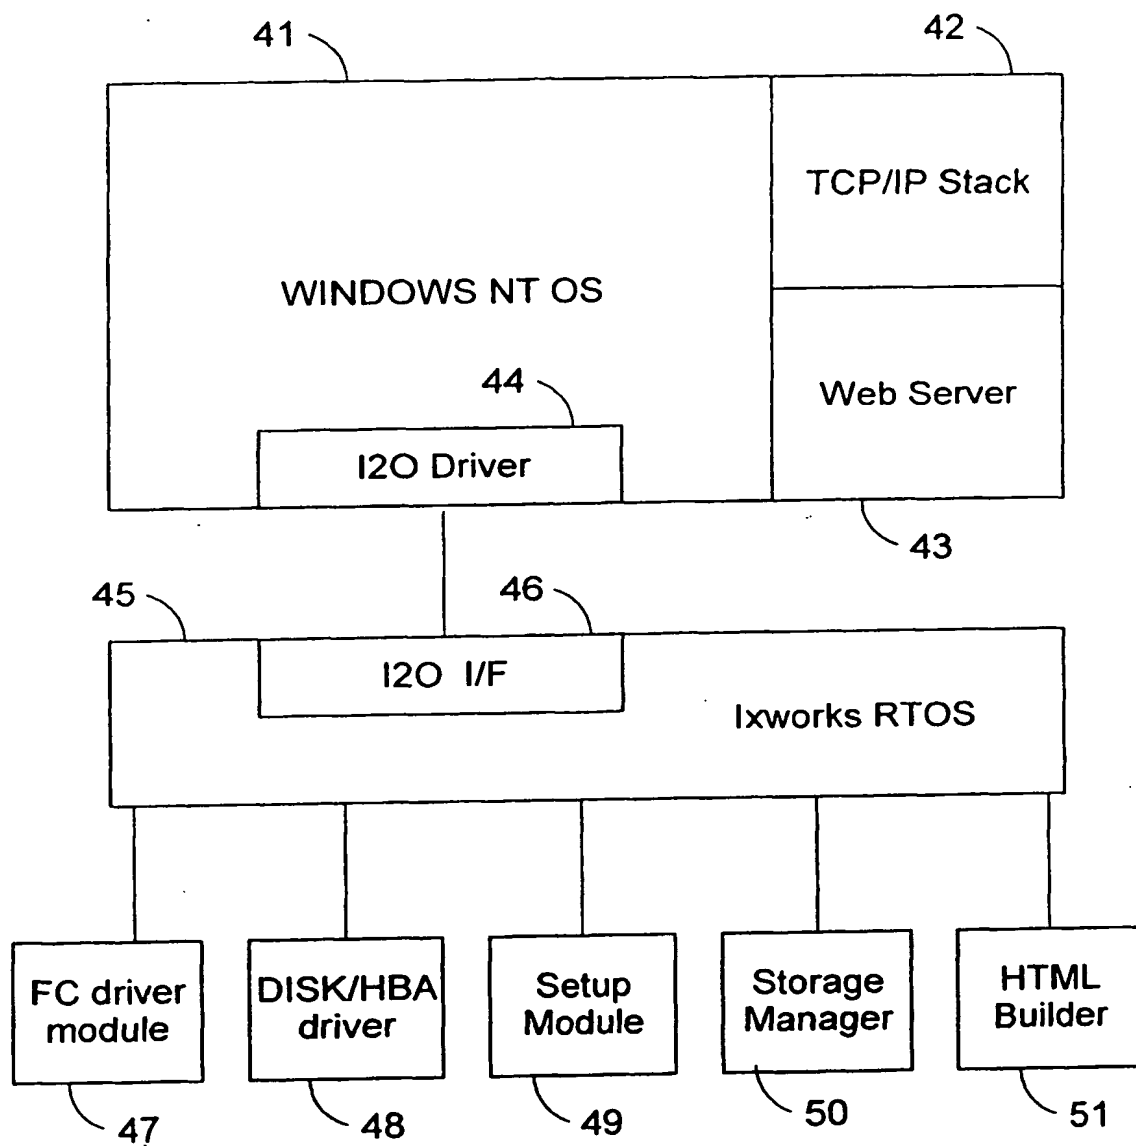 41
42
TCP/IP Stack
WINDOWS NT OS
44
Web Server
I2O Driver
43
45
46
I2O I/F
Ixworks RTOS
FC driver
module
DISK/HBA
driver
Setup
Module
Storage
Manager
HTML
Builder
47
48
49
50
51